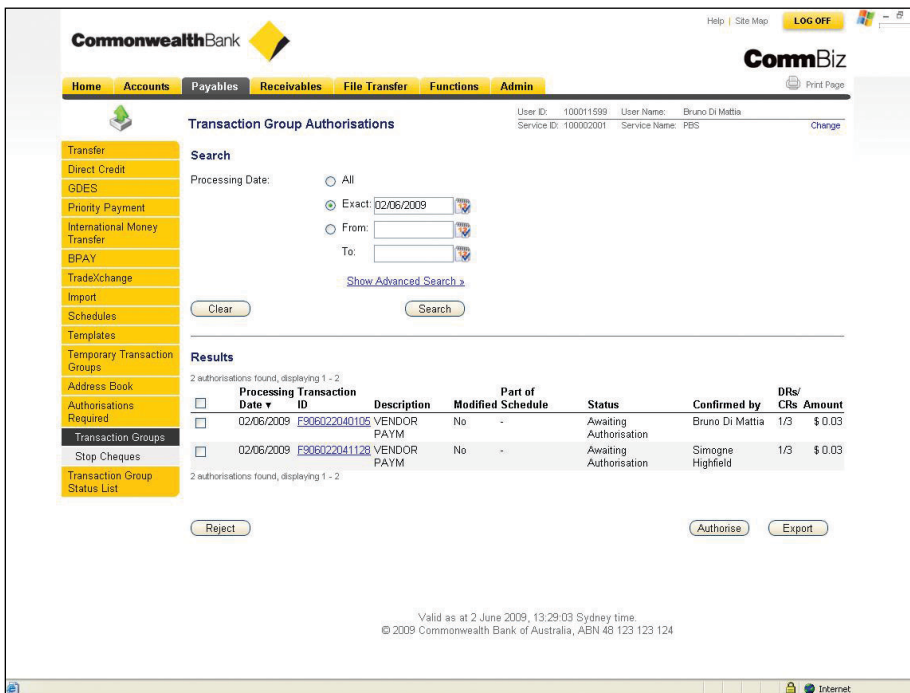 Help | Site Map LOG OFF
CommonwealthBank
CommBiz
Home Accounts Payables Receivables File Transfer Functions Admin
Print Page
User ID: 100011599 User Name: Bruno Di Mattia
Service ID: 100002001 Service Name: PBS Change
Transaction Group Authorisations
Transfer
Direct Credit
GDES
Priority Payment
International Money
Transfer
BPAY
TradeXchange
Import
Schedules
Templates
Temporary Transaction
Groups
Address Book
Authorisations
Required
Transaction Groups
Stop Cheques
Transaction Group
Status List
Search
Processing Date: All
Exact: 02/06/2009
From:
To:
Show Advanced Search »
Clear Search
Results
2 authorisations found, displaying 1 - 2
Processing Transaction Part of DRs/
Date ▾ ID Description Modified Schedule Status Confirmed by CRs Amount
02/06/2009 F906022040105 VENDOR No - Awaiting Bruno Di Mattia 1/3 $ 0.03
PAYM Authorisation
02/06/2009 F906022041128 VENDOR No - Awaiting Simogne 1/3 $ 0.03
PAYM Authorisation Highfield
2 authorisations found, displaying 1 - 2
Reject Authorise Export
Valid as at 2 June 2009, 13:29:03 Sydney time.
© 2009 Commonwealth Bank of Australia, ABN 48 123 123 124
Internet